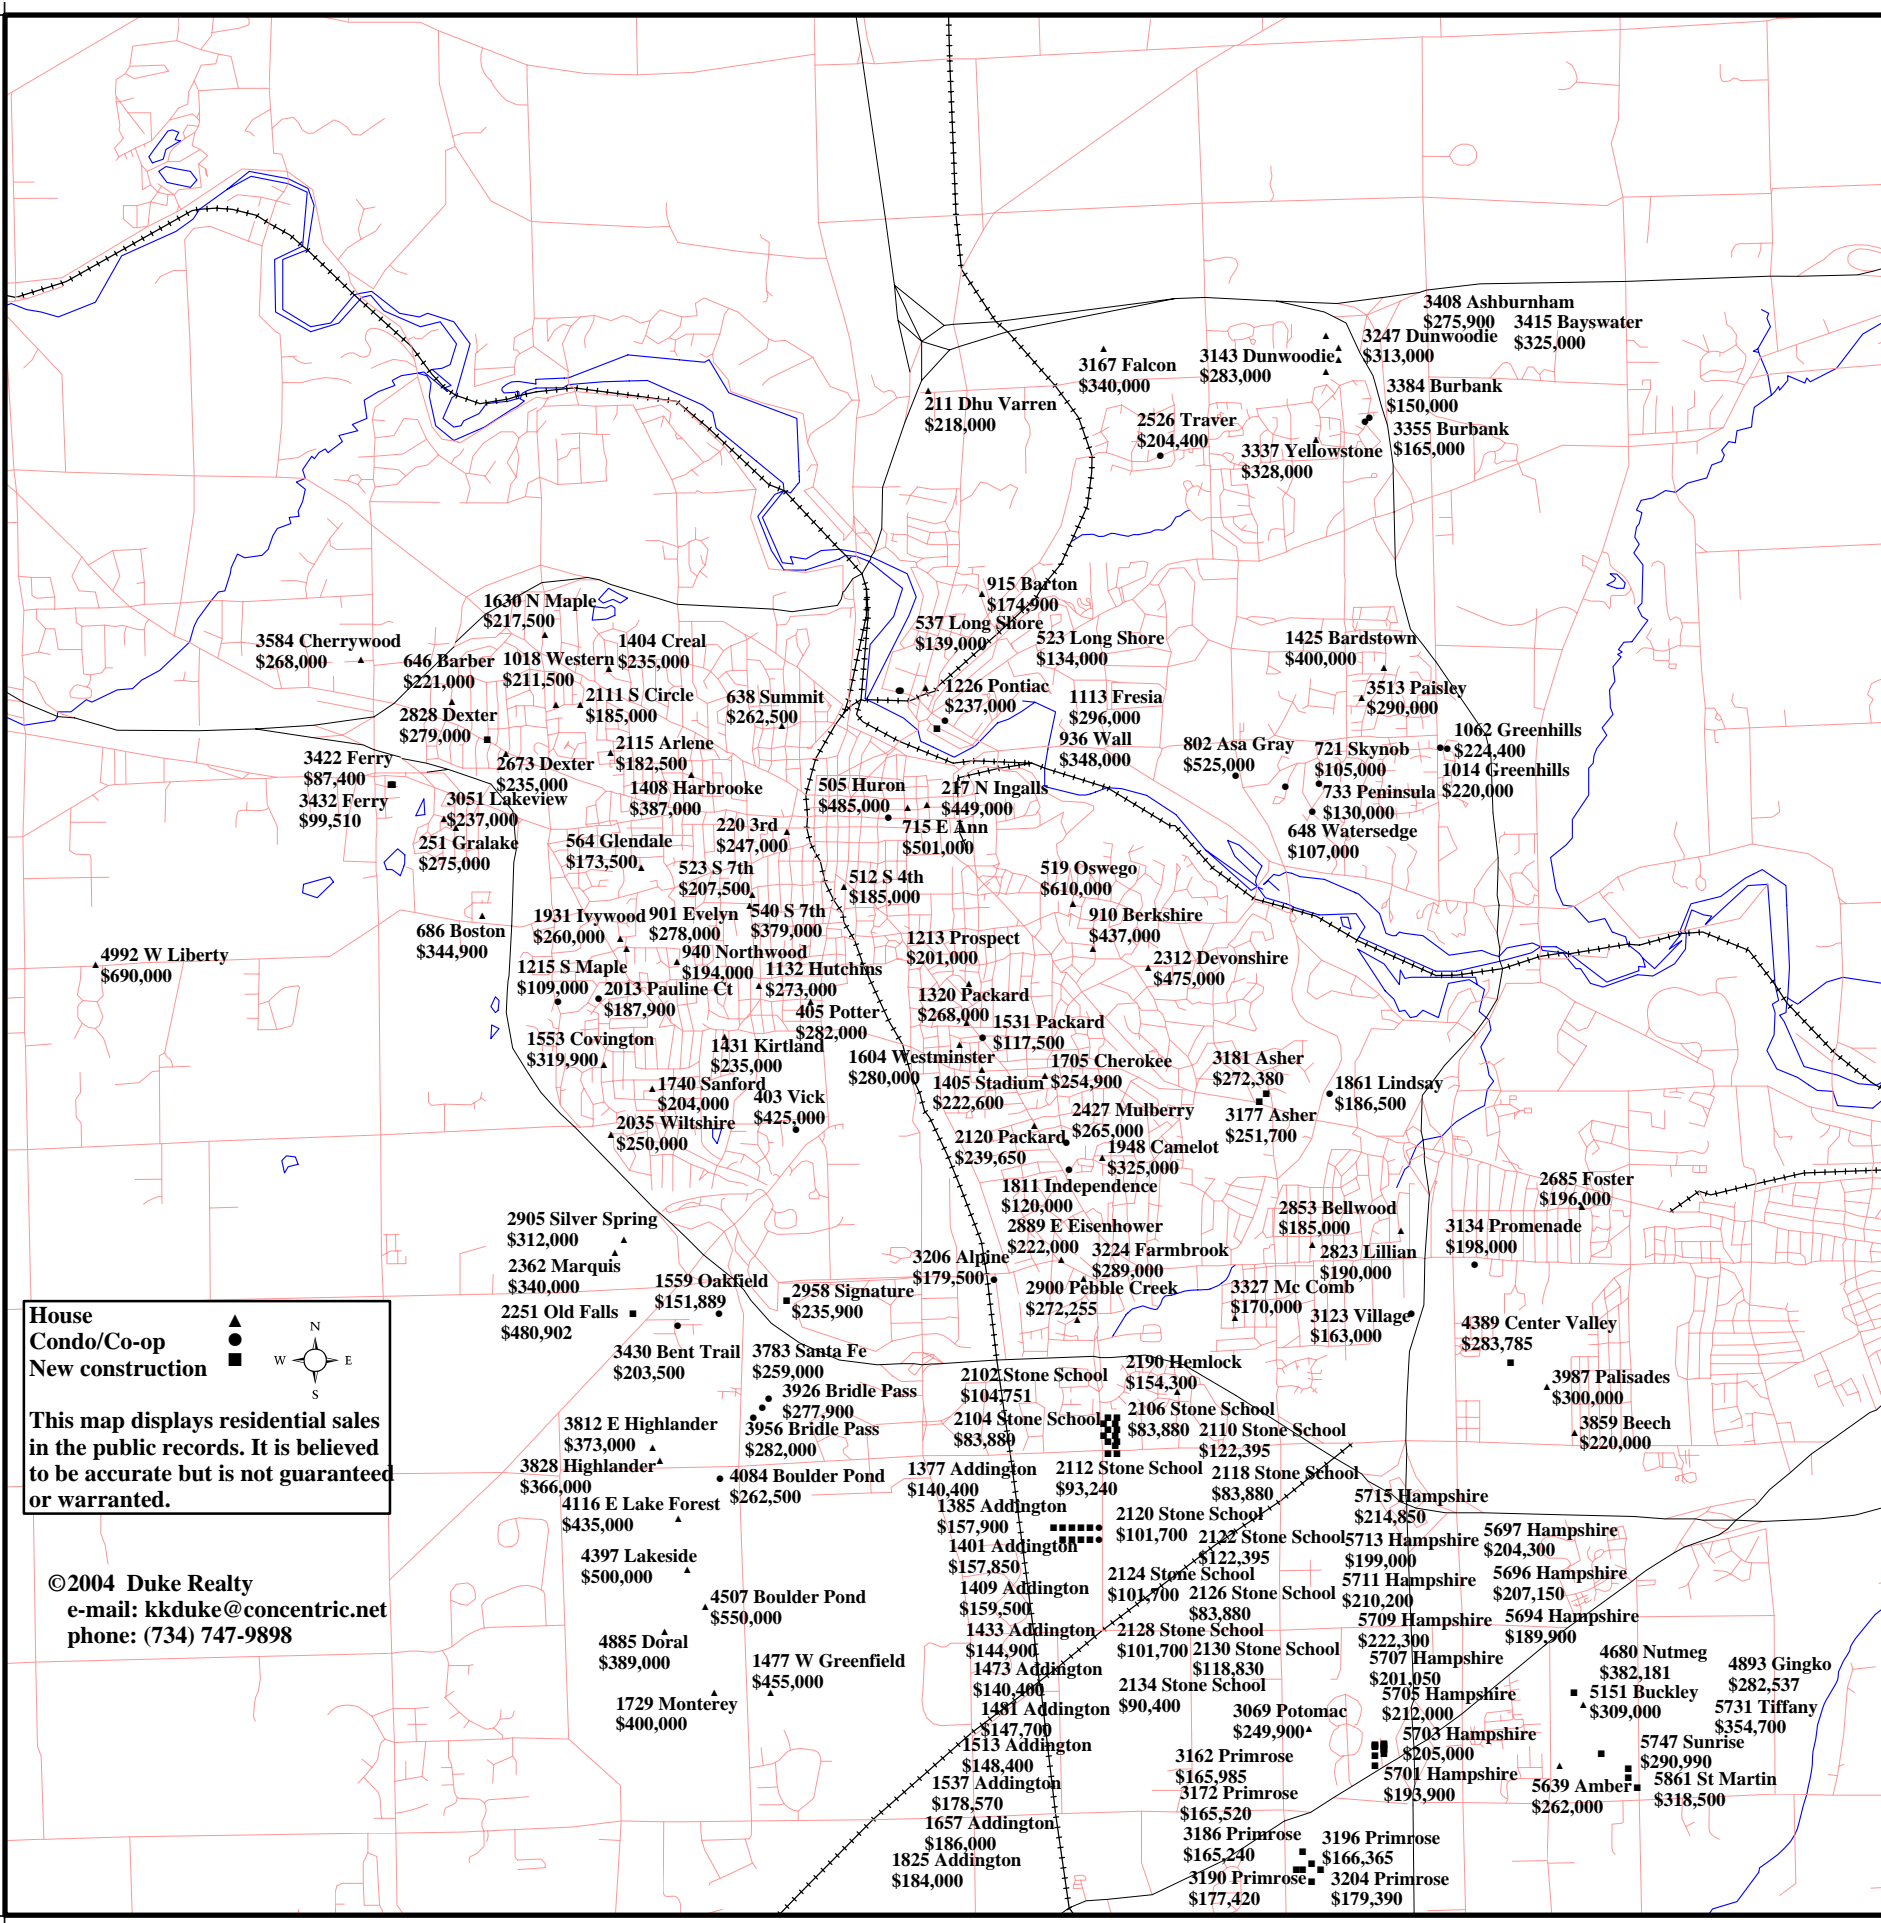 3408 Ashburnham
$275,900
3415 Bayswater
$325,000
3247 Dunwoodie
$313,000
3143 Dunwoodie
$283,000
3167 Falcon
$340,000
3384 Burbank
$150,000
211 Dhu Varren
$218,000
2526 Traver
$204,400
3355 Burbank
$165,000
3337 Yellowstone
$328,000
915 Barton
$174,900
1630 N Maple
$217,500
537 Long Shore
$139,000
523 Long Shore
$134,000
3584 Cherrywood
$268,000
1404 Creal
$235,000
1425 Bardstown
$400,000
646 Barber
$221,000
1018 Western
$211,500
2111 S Circle
$185,000
638 Summit
$262,500
1226 Pontiac
$237,000
1113 Fresia
$296,000
3513 Paisley
$290,000
2828 Dexter
$279,000
1062 Greenhills
$224,400
936 Wall
$348,000
802 Asa Gray
$525,000
721 Skynob
$105,000
2115 Arlene
$182,500
3422 Ferry
$87,400
2673 Dexter
$235,000
1014 Greenhills
$220,000
1408 Harbrooke
$387,000
505 Huron
$485,000
217 N Ingalls
$449,000
733 Peninsula
$130,000
3432 Ferry
$99,510
3051 Lakeview
$237,000
220 3rd
$247,000
715 E Ann
$501,000
648 Watersedge
$107,000
251 Gralake
$275,000
564 Glendale
$173,500
523 S 7th
$207,500
512 S 4th
$185,000
519 Oswego
$610,000
686 Boston
$344,900
1931 Ivywood
$260,000
901 Evelyn
$278,000
540 S 7th
$379,000
910 Berkshire
$437,000
4992 W Liberty
$690,000
940 Northwood
$194,000
1213 Prospect
$201,000
2312 Devonshire
$475,000
1215 S Maple
$109,000
1132 Hutchins
$273,000
2013 Pauline Ct
$187,900
1320 Packard
$268,000
405 Potter
$282,000
1531 Packard
$117,500
1553 Covington
$319,900
1431 Kirtland
$235,000
1604 Westminster
$280,000
1705 Cherokee
$254,900
3181 Asher
$272,380
1740 Sanford
$204,000
1405 Stadium
$222,600
1861 Lindsay
$186,500
403 Vick
$425,000
2427 Mulberry
$265,000
3177 Asher
$251,700
2035 Wiltshire
$250,000
2120 Packard
$239,650
1948 Camelot
$325,000
1811 Independence
$120,000
2685 Foster
$196,000
2905 Silver Spring
$312,000
2853 Bellwood
$185,000
2889 E Eisenhower
$222,000
3134 Promenade
$198,000
3206 Alpine
$179,500
3224 Farmbrook
$289,000
2823 Lillian
$190,000
2362 Marquis
$340,000
1559 Oakfield
$151,889
2958 Signature
$235,900
2900 Pebble Creek
$272,255
3327 Mc Comb
$170,000
2251 Old Falls
$480,902
3123 Village
$163,000
4389 Center Valley
$283,785
House
Condo/Co-op
New construction
N
W
E
S
This map displays residential sales
in the public records. It is believed
to be accurate but is not guaranteed
or warranted.
3430 Bent Trail
$203,500
3783 Santa Fe
$259,000
2190 Hemlock
$154,300
2102 Stone School
$104,751
3987 Palisades
$300,000
3926 Bridle Pass
$277,900
2106 Stone School
$83,880
2104 Stone School
$83,880
3812 E Highlander
$373,000
3956 Bridle Pass
$282,000
2110 Stone School
$122,395
3859 Beech
$220,000
3828 Highlander
$366,000
4084 Boulder Pond
$262,500
1377 Addington
$140,400
2112 Stone School
$93,240
2118 Stone School
$83,880
4116 E Lake Forest
$435,000
1385 Addington
$157,900
2120 Stone School
$101,700
5715 Hampshire
$214,850
2122 Stone School
$122,395
5713 Hampshire
$199,000
5697 Hampshire
$204,300
4397 Lakeside
$500,000
1401 Addington
$157,850
2124 Stone School
$101,700
5711 Hampshire
$210,200
5696 Hampshire
$207,150
©2004 Duke Realty
e-mail: kkduke@concentric.net
phone: (734) 747-9898
4507 Boulder Pond
$550,000
1409 Addington
$159,500
2126 Stone School
$83,880
5709 Hampshire
$222,300
5694 Hampshire
$189,900
4885 Doral
$389,000
1433 Addington
$144,900
2128 Stone School
$101,700
2130 Stone School
$118,830
5707 Hampshire
$201,050
4680 Nutmeg
$382,181
1477 W Greenfield
$455,000
1473 Addington
$140,400
2134 Stone School
$90,400
4893 Gingko
$282,537
5705 Hampshire
$212,000
5151 Buckley
$309,000
1729 Monterey
$400,000
1481 Addington
$147,700
3069 Potomac
$249,900
5731 Tiffany
$354,700
5703 Hampshire
$205,000
1513 Addington
$148,400
3162 Primrose
$165,985
5747 Sunrise
$290,990
5701 Hampshire
$193,900
1537 Addington
$178,570
3172 Primrose
$165,520
5639 Amber
$262,000
5861 St Martin
$318,500
1657 Addington
$186,000
3186 Primrose
$165,240
3196 Primrose
$166,365
1825 Addington
$184,000
3190 Primrose
$177,420
3204 Primrose
$179,390